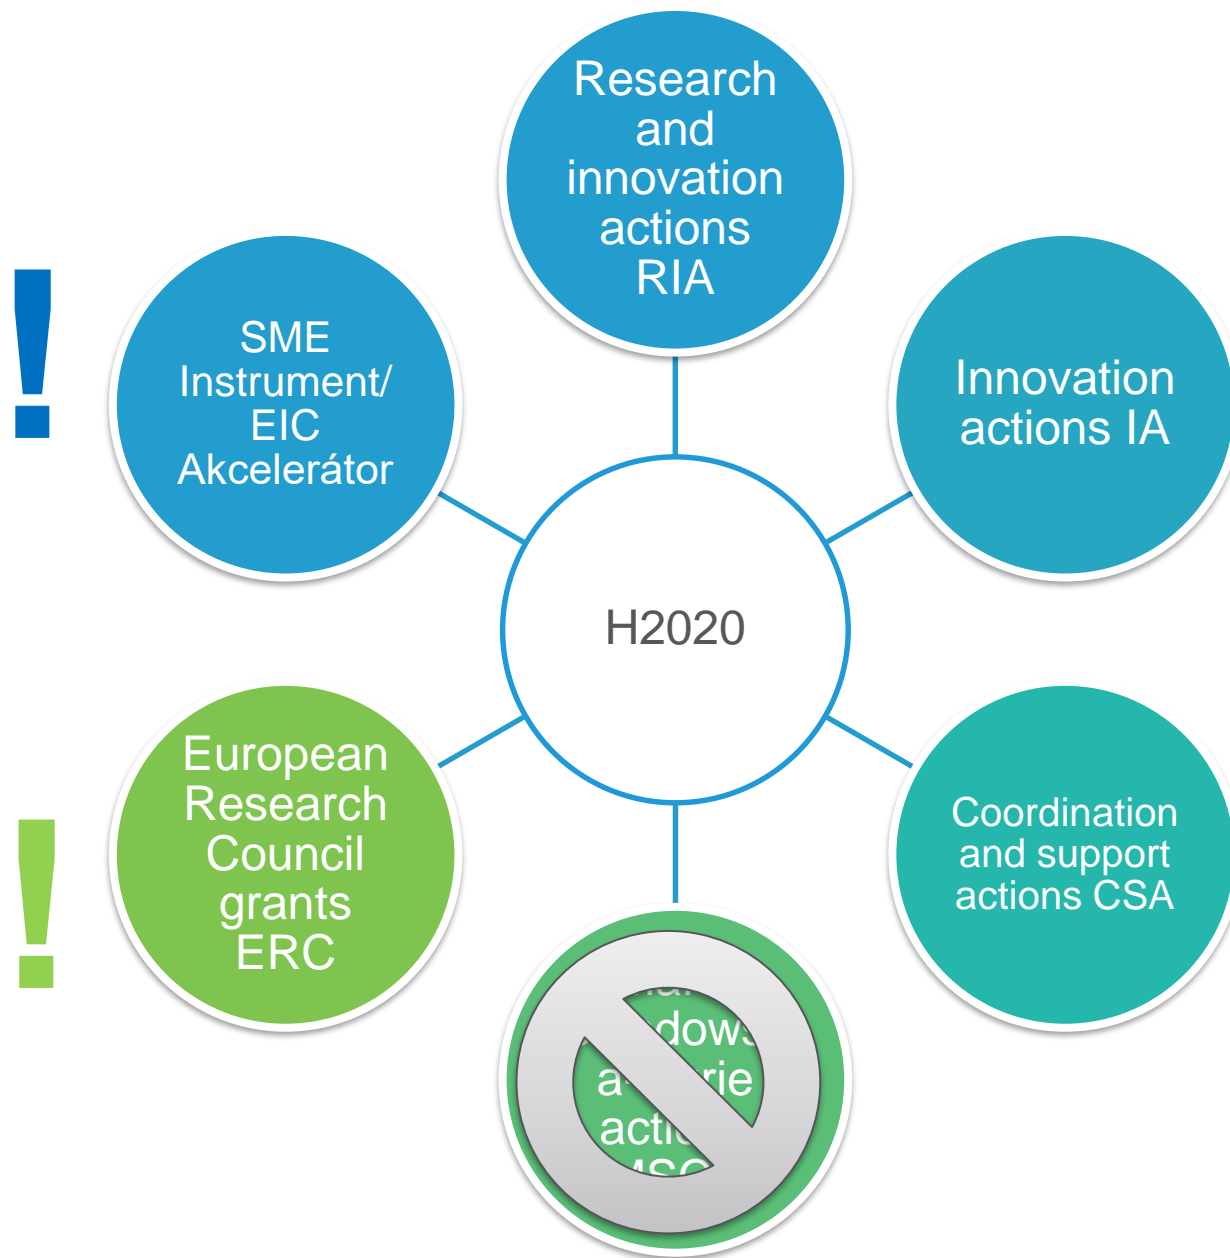 Research
and
innovation
actions
RIA
!
SME
Instrument/
EIC
Akcelerátor
Innovation
actions IA
H2020
!
European
Research
Council
grants
ERC
Coordination
and support
actions CSA